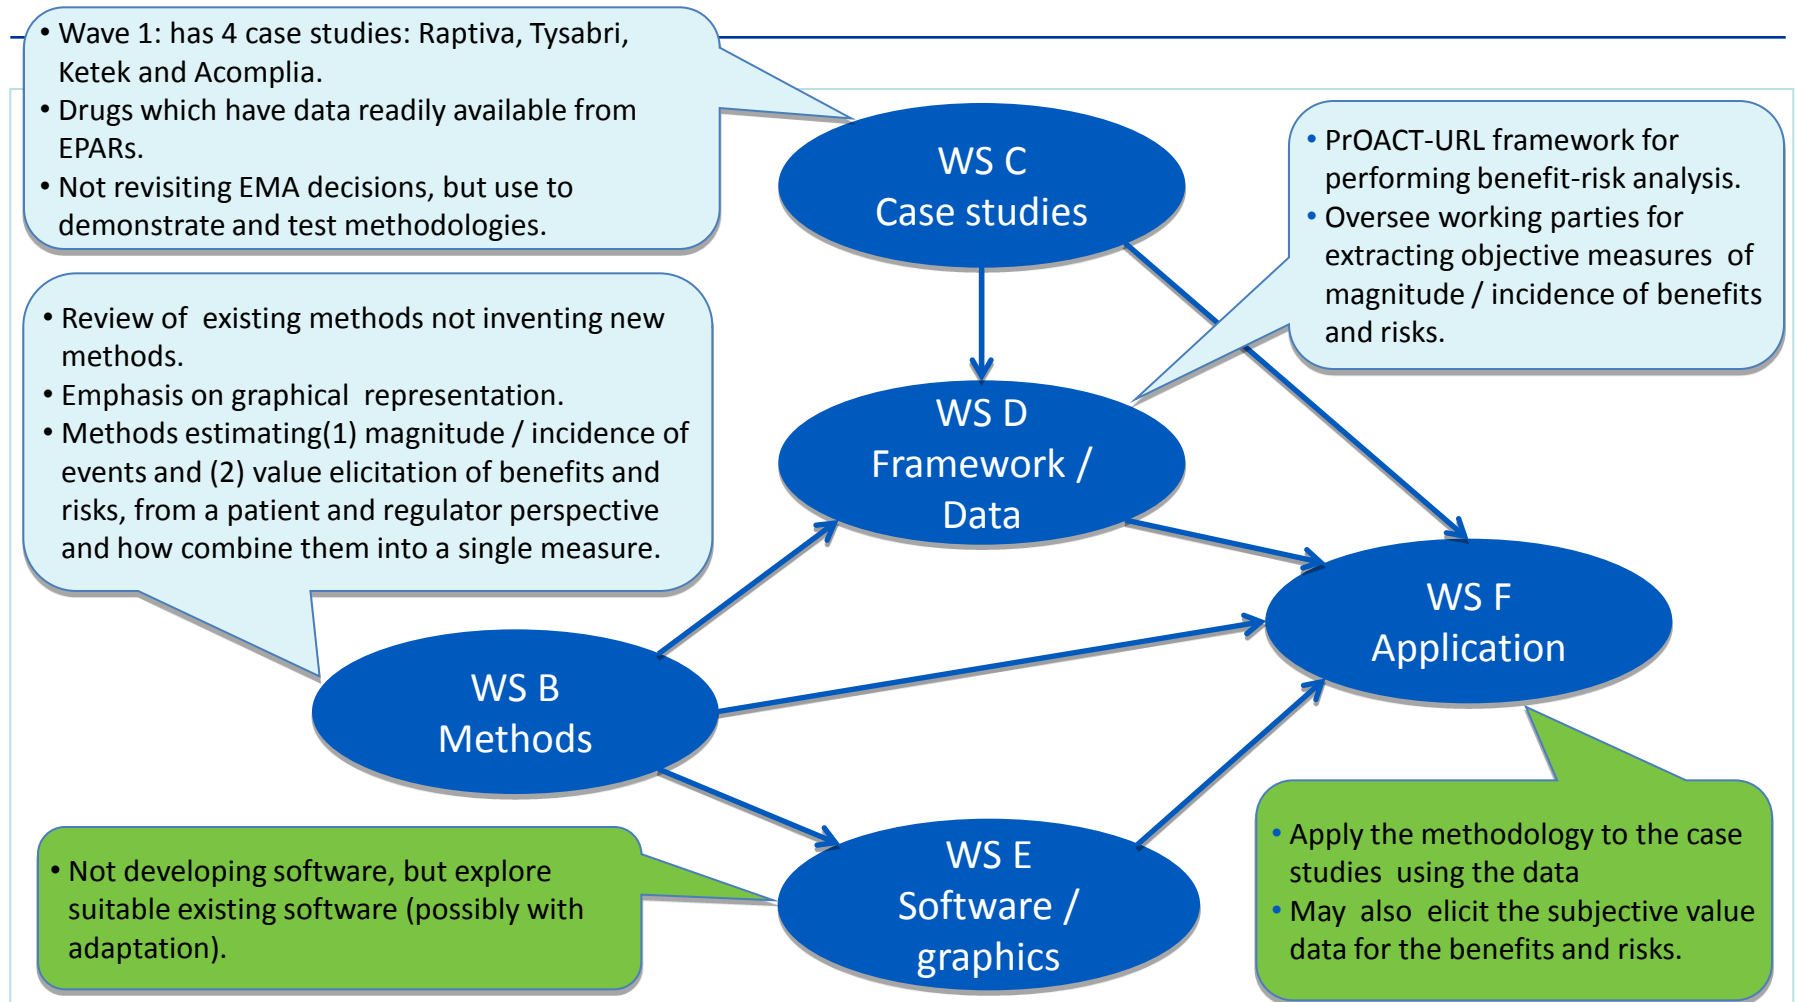 • Wave 1: has 4 case studies: Raptiva, Tysabri,
Ketek and Acomplia.
• Drugs which have data readily available from
EPARs.
• Not revisiting EMA decisions, but use to
demonstrate and test methodologies.
WS C
Case studies
• PrOACT-URL framework for
performing benefit-risk analysis.
• Oversee working parties for
extracting objective measures of
magnitude / incidence of benefits
and risks.
• Review of existing methods not inventing new
methods.
• Emphasis on graphical representation.
• Methods estimating(1) magnitude / incidence of
events and (2) value elicitation of benefits and
risks, from a patient and regulator perspective
and how combine them into a single measure.
WS D
Framework /
Data
WS F
Application
WS B
Methods
• Not developing software, but explore
suitable existing software (possibly with
adaptation).
WS E
Software /
graphics
• Apply the methodology to the case
studies using the data
• May also elicit the subjective value
data for the benefits and risks.